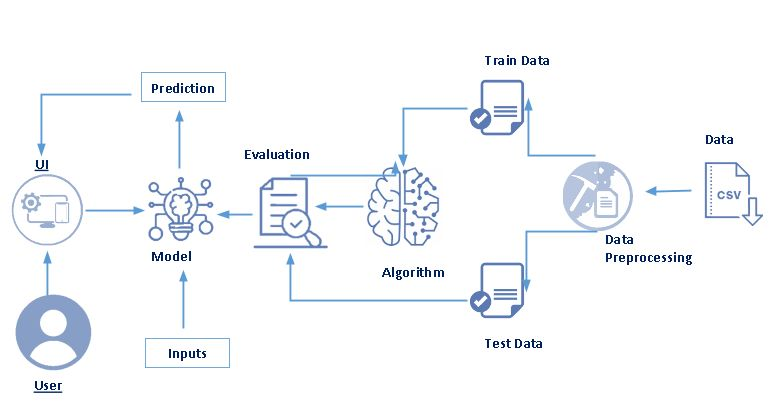 Train Data
Prediction
Data
Evaluation
UI
CSV
Model
Algorithm
Data
Preprocessing
Inputs
Test Data
User